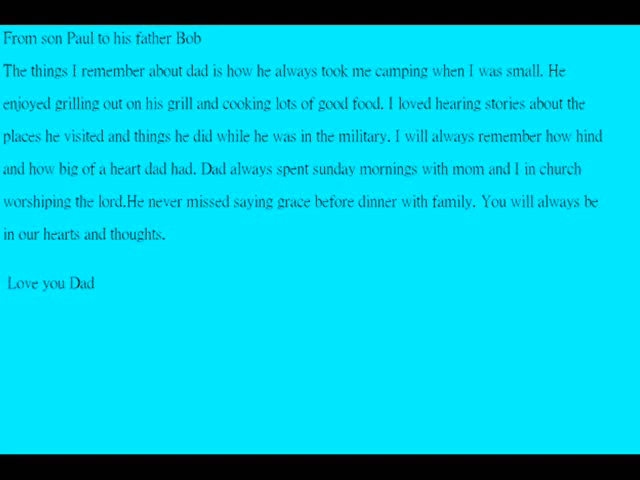 From son Paul to his father Bob
The things I remember about dad is how he always took me camping when I was small. He
enjoyed grilling out on his grill and cooking lots of good food. I loved hearing stories about the
places he visited and things he did while he was in the military. I will always remember how hind
and how big of a heart dad had. Dad always spent sunday mornings with mom and I in church
worshiping the lord.He never missed saying grace before dinner with family. You will always be
in our hearts and thoughts.
Love you Dad